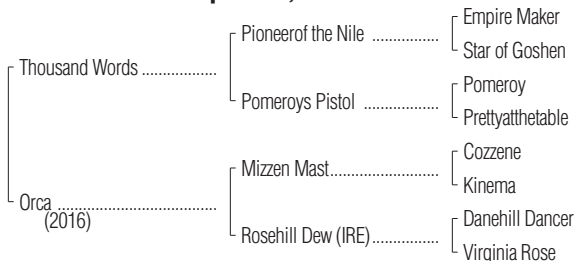 Empire Maker
Pioneerof the Nile ................
Star of Goshen
Thousand Words ..................
Pomeroy
Pomeroys Pistol ..................
Prettyatthetable
Cozzene
Mizzen Mast..........................
Kinema
Orca ......................................
(2016)
Danehill Dancer
Rosehill Dew (IRE)................
Virginia Rose